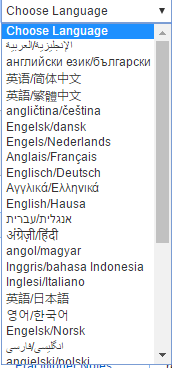 Choose Language
Choose Language
الإنجليزية/العربية
английски език/български
英语/简体中文
英語/繁體中文
angličtina/čeština
Engelsk/dansk
Engels/Nederlands
Anglais/Français
Englisch/Deutsch
Αγγλικά/Ελληνικά
English/Hausa
אנגלית/עברית
अंग्रेज़ी/हिंदी
angol/magyar
Inggris/bahasa Indonesia
Inglesi/Italiano
英語/日本語
영어/한국어
Engelsk/Norsk
انگلیسی/فارسی
angielski/polski